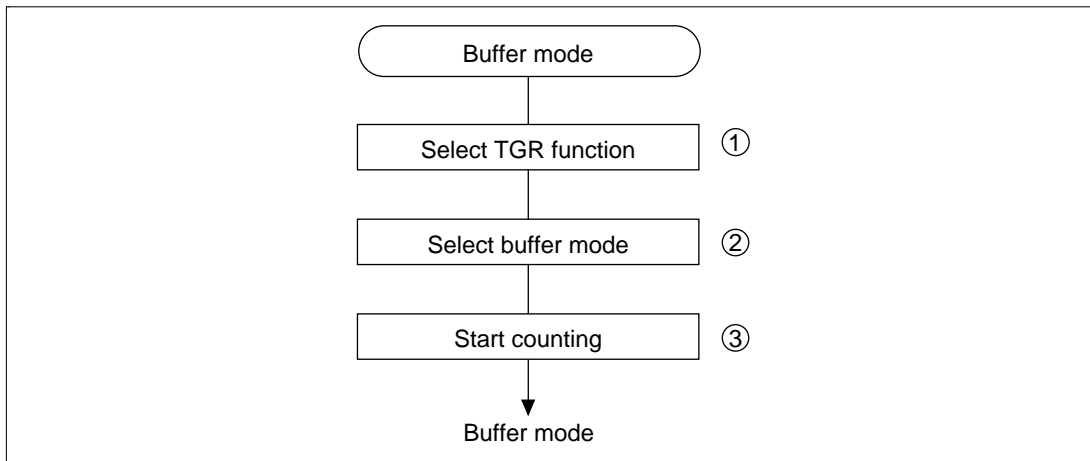 Buffer mode
Select TGR function ①
Select buffer mode ②
Start counting ③
Buffer mode